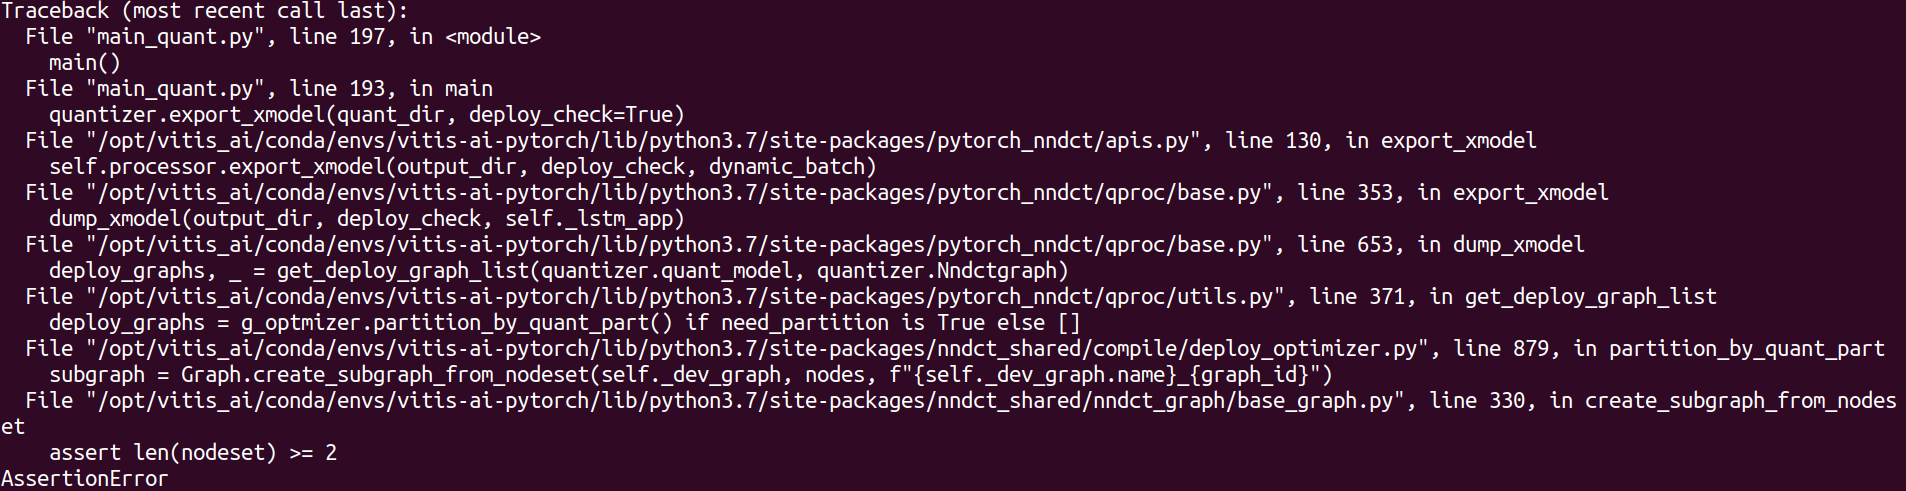 Traceback (most recent call last):
  File "main_quant.py", line 197, in <module>
    main()
  File "main_quant.py", line 193, in main
    quantizer.export_xmodel(quant_dir, deploy_check=True)
  File "/opt/vitis_ai/conda/envs/vitis-ai-pytorch/lib/python3.7/site-packages/pytorch_nndct/apis.py", line 130, in export_xmodel
    self.processor.export_xmodel(output_dir, deploy_check, dynamic_batch)
  File "/opt/vitis_ai/conda/envs/vitis-ai-pytorch/lib/python3.7/site-packages/pytorch_nndct/qproc/base.py", line 353, in export_xmodel
    dump_xmodel(output_dir, deploy_check, self._lstm_app)
  File "/opt/vitis_ai/conda/envs/vitis-ai-pytorch/lib/python3.7/site-packages/pytorch_nndct/qproc/base.py", line 653, in dump_xmodel
    deploy_graphs, _ = get_deploy_graph_list(quantizer.quant_model, quantizer.Nndctgraph)
  File "/opt/vitis_ai/conda/envs/vitis-ai-pytorch/lib/python3.7/site-packages/pytorch_nndct/qproc/utils.py", line 371, in get_deploy_graph_list
    deploy_graphs = g_optmizer.partition_by_quant_part() if need_partition is True else []
  File "/opt/vitis_ai/conda/envs/vitis-ai-pytorch/lib/python3.7/site-packages/nndct_shared/compile/deploy_optimizer.py", line 879, in partition_by_quant_part
    subgraph = Graph.create_subgraph_from_nodeset(self._dev_graph, nodes, f"{self._dev_graph.name}_{graph_id}")
  File "/opt/vitis_ai/conda/envs/vitis-ai-pytorch/lib/python3.7/site-packages/nndct_shared/nndct_graph/base_graph.py", line 330, in create_subgraph_from_nodes
et
    assert len(nodeset) >= 2
AssertionError